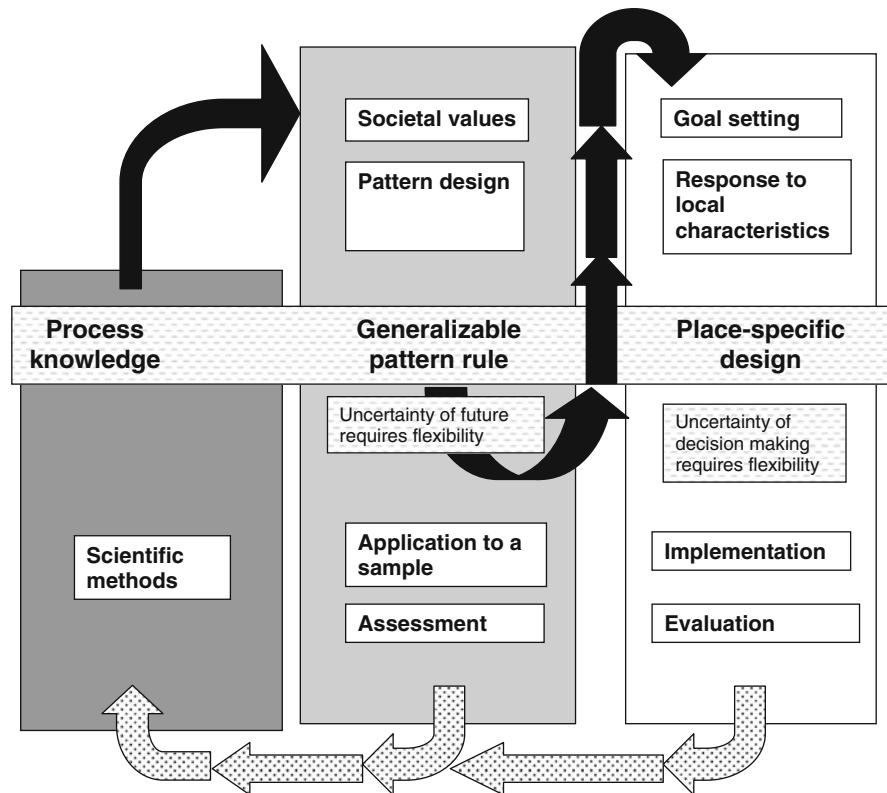 Societal values
Pattern design
Goal setting
Response to
local
characteristics
Process
knowledge
Generalizable
pattern rule
Place-specific
design
Uncertainty of future
requires flexibility
Uncertainty of
decision making
requires flexibility
Scientific
methods
Application to a
sample
Assessment
Implementation
Evaluation